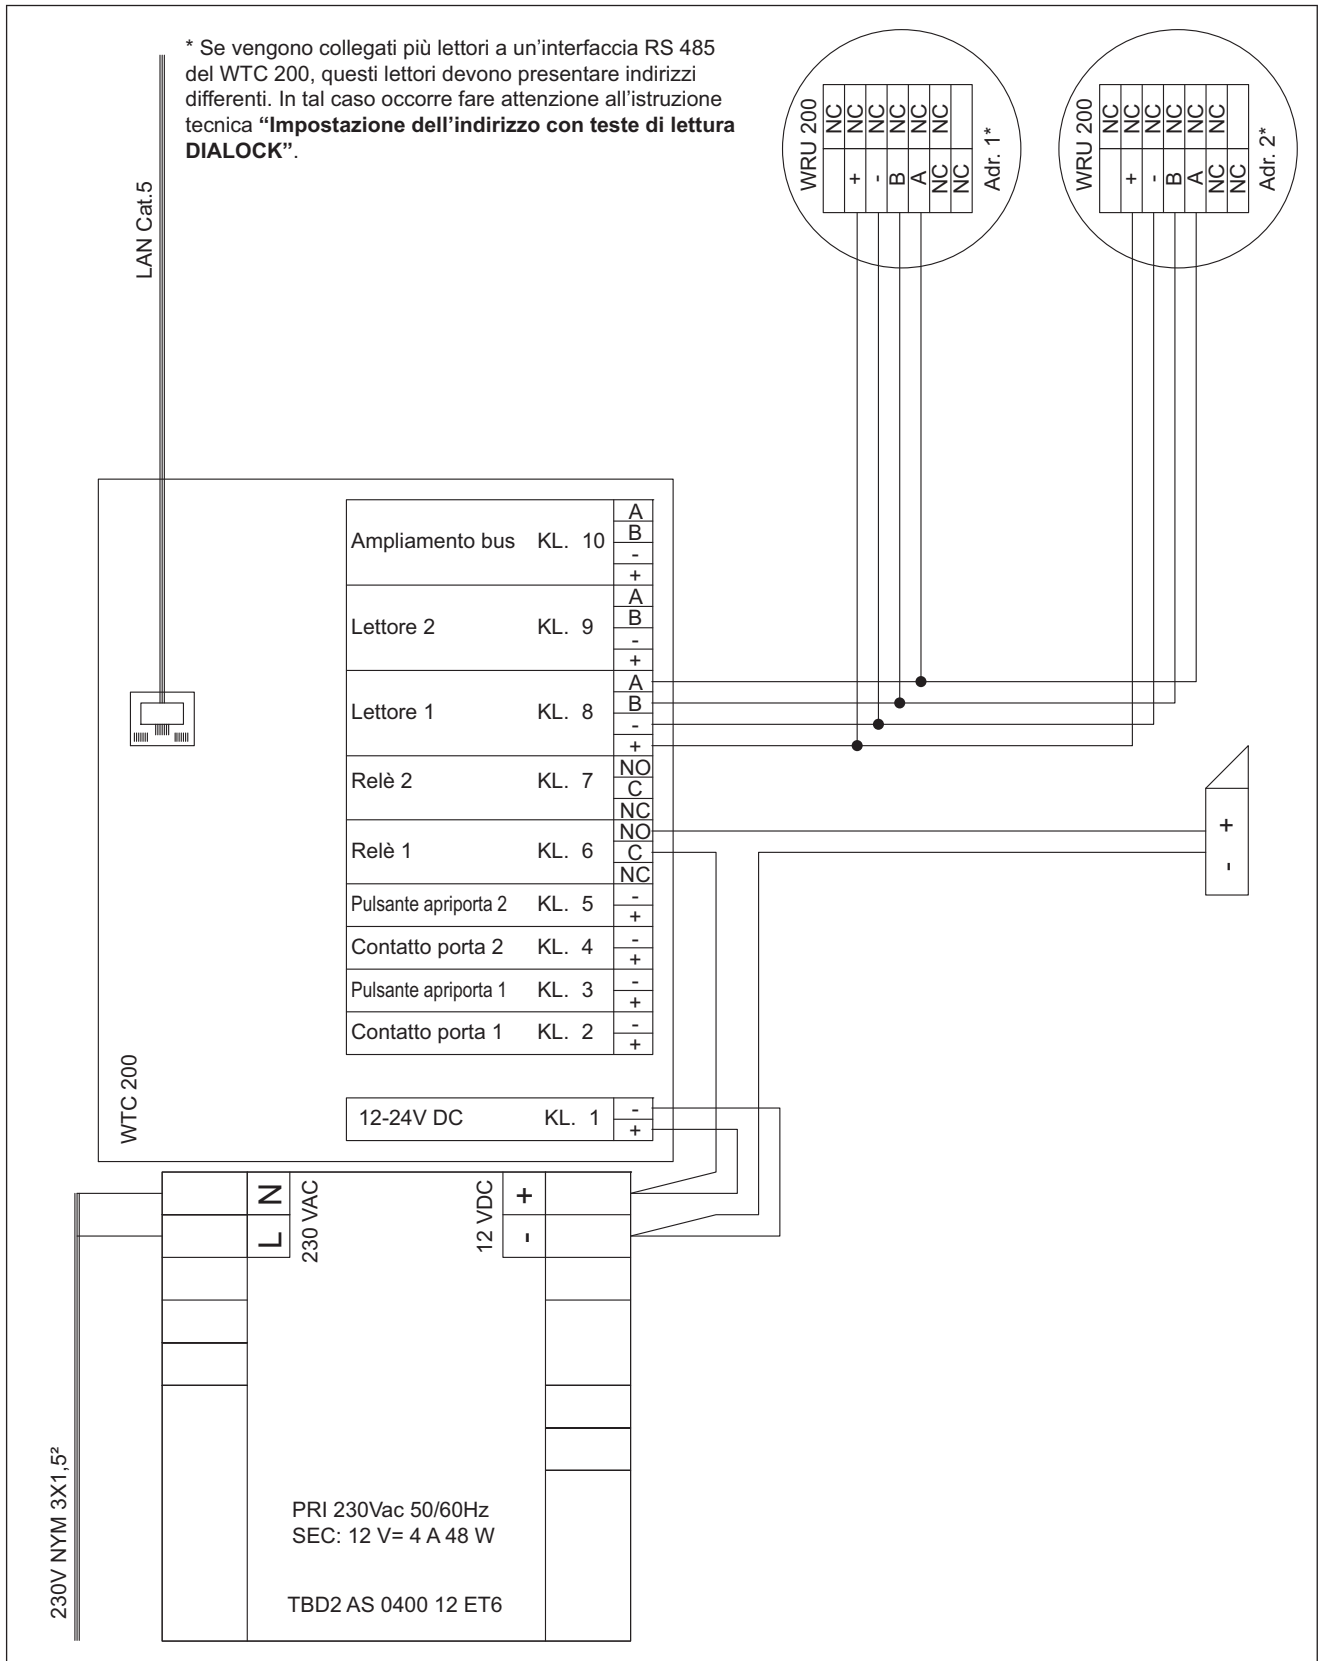 * Se vengono collegati più lettori a un’interfaccia RS 485
del WTC 200, questi lettori devono presentare indirizzi
differenti. In tal caso occorre fare attenzione all’istruzione
tecnica “Impostazione dell’indirizzo con teste di lettura
DIALOCK”.
LAN Cat.5
WRU 200
NC
NC
NC
NC
NC
NC
+
-
B
A
NC
NC
Adr. 1*
WRU 200
NC
NC
NC
NC
NC
NC
+
-
B
A
NC
NC
Adr. 2*
Ampliamento bus KL. 10
A
B
-
+
Lettore 2 KL. 9
A
B
-
+
Lettore 1 KL. 8
A
B
-
+
Relè 2 KL. 7
NO
C
NC
Relè 1 KL. 6
NO
C
NC
Pulsante apriporta 2 KL. 5
-
+
Contatto porta 2 KL. 4
-
+
Pulsante apriporta 1 KL. 3
-
+
Contatto porta 1 KL. 2
-
+
12-24V DC KL. 1
-
+
WTC 200
+
-
N
L
230 VAC
12 VDC
+
-
230V NYM 3X1,5²
PRI 230Vac 50/60Hz
SEC: 12 V= 4 A 48 W
TBD2 AS 0400 12 ET6